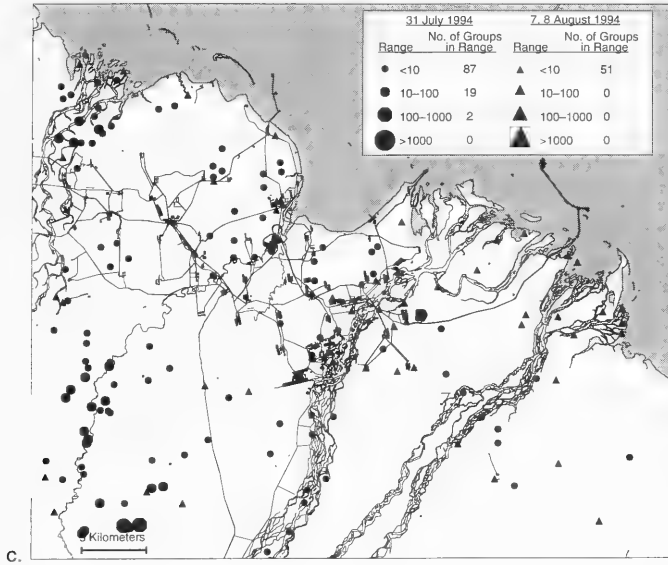 31 July 1994 7, 8 August 1994
No. of Groups No. of Groups
Range in Range Range in Range
<10 87 <10 51
10–100 19 10–100 0
100–1000 2 100–1000 0
>1000 0 >1000 0
Kilometers
C.